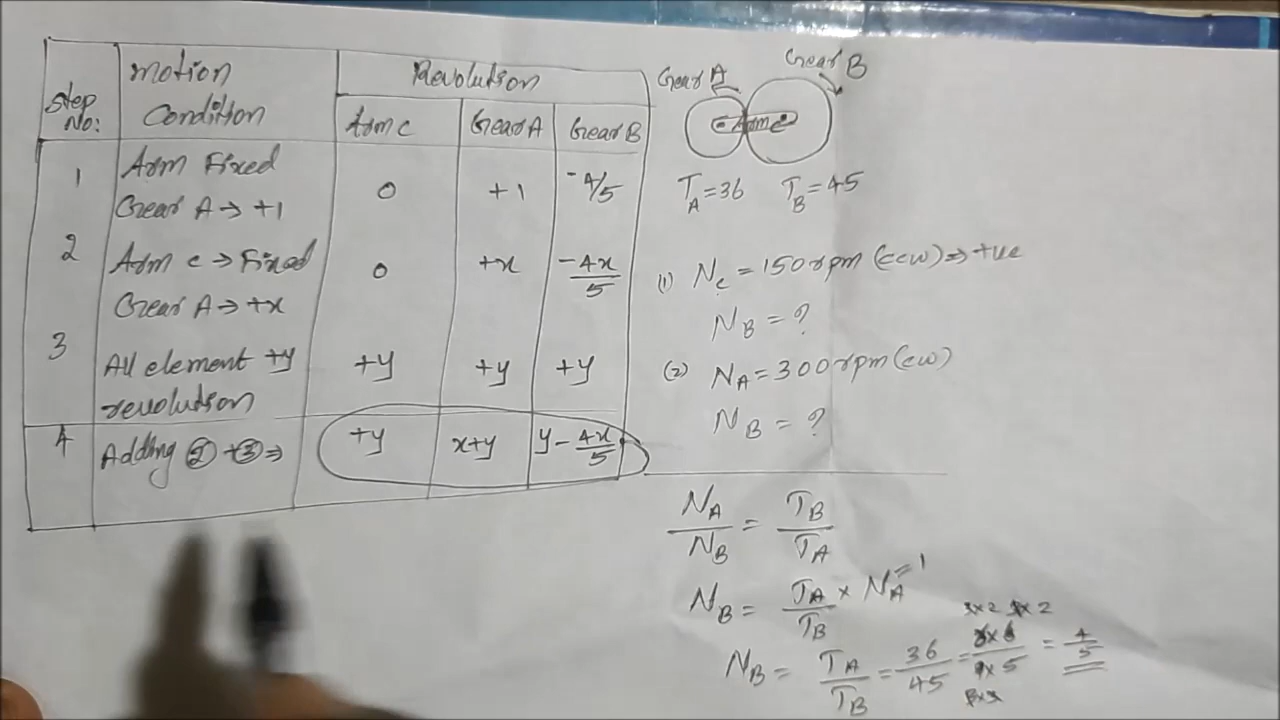 Step No:
motion Condition
Revolution
Arm C
Gear A
Gear B
1
Arm Fixed
Gear A → +1
0
+1
-4/5
2
Arm c → Fixed
Gear A → +x
0
+x
-4x/5
3
All element +y
revolution
+y
+y
+y
4
Adding ② + ③ ⇒
+y
x+y
y - 4x/5
Gear A
Gear B
Arm C
T_A = 36 T_B = 45
(1) N_c = 150 rpm (ccw) ⇒ +ve
N_B = ?
(2) N_A = 300 rpm (cw)
N_B = ?
N_A/N_B = T_B/T_A
N_B = T_A/T_B × N_A = 1
N_B = T_A/T_B = 36/45 = = 4/5